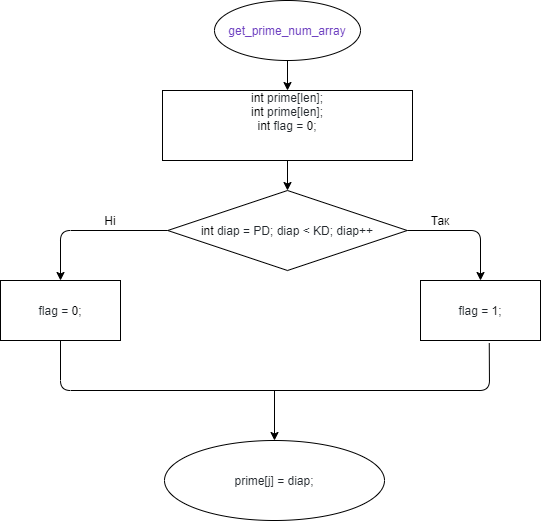 get_prime_num_array
int prime[len];
int prime[len];
int flag = 0;
int diap = PD; diap < KD; diap++
Ні
Так
flag = 0;
flag = 1;
prime[j] = diap;